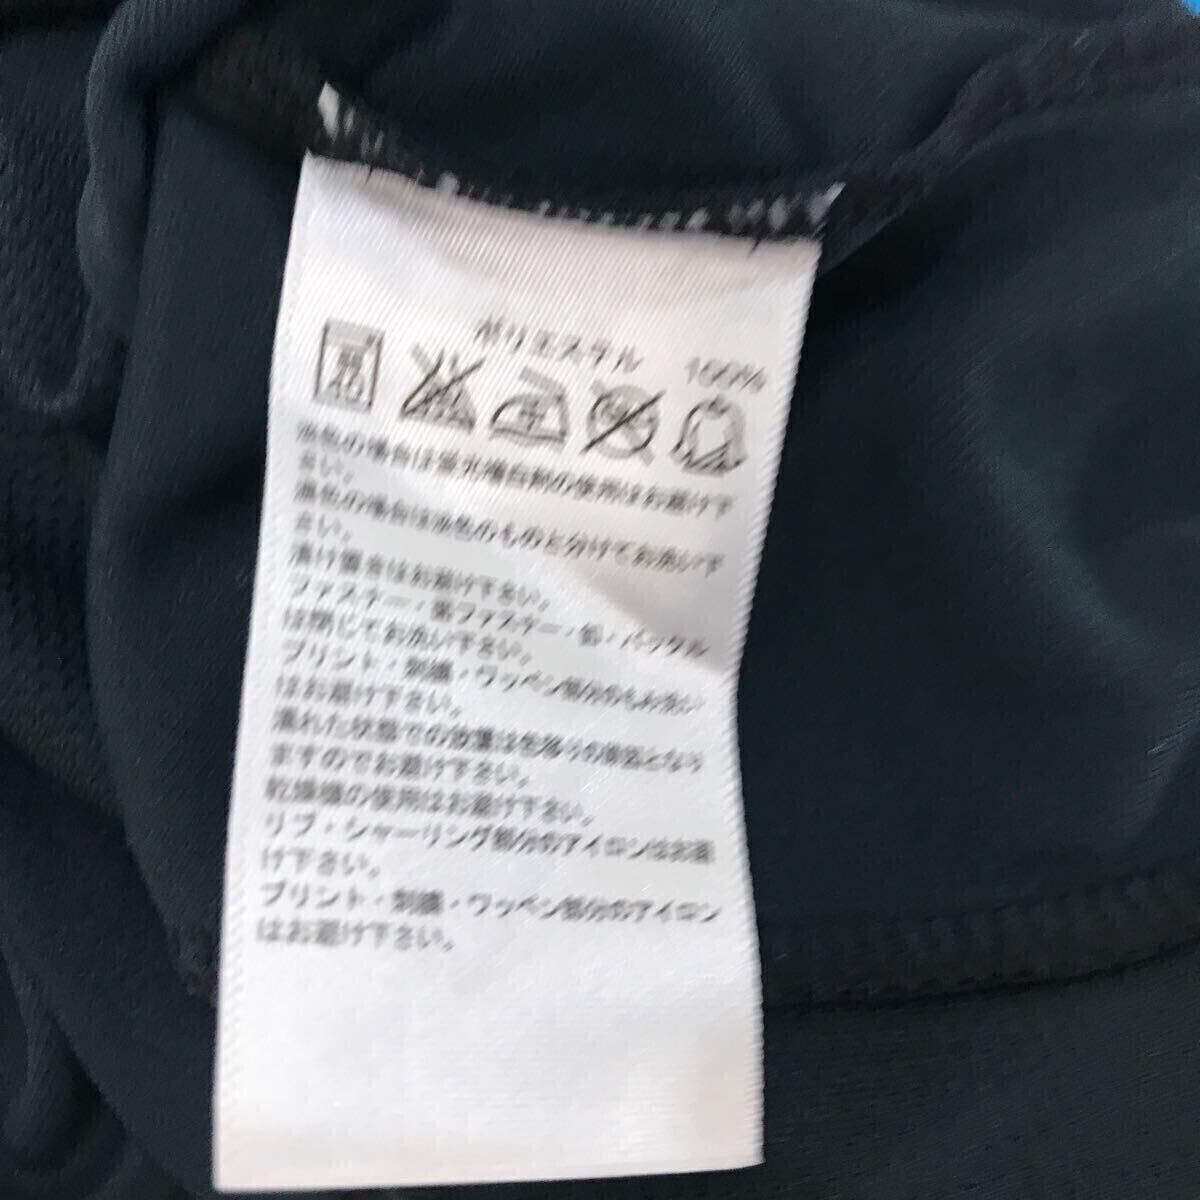 ポリエステル 100%
40 中
淡色の場合は蛍光増白剤の使用はお避け下
さい。
濃色の場合は淡色のものと分けてお洗い下
さい。
漬け置きはお避け下さい。
ファスナー・面ファスナー・釦・バックル
は閉じてお洗い下さい。
プリント・刺繍・ワッペン部分のもみ洗い
はお避け下さい。
濡れた状態での放置は色落ちの原因となり
ますのでお避け下さい。
乾燥機の使用はお避け下さい。
リブ・シャーリング部分のアイロンはお避
け下さい。
プリント・刺繍・ワッペン部分のアイロン
はお避け下さい。